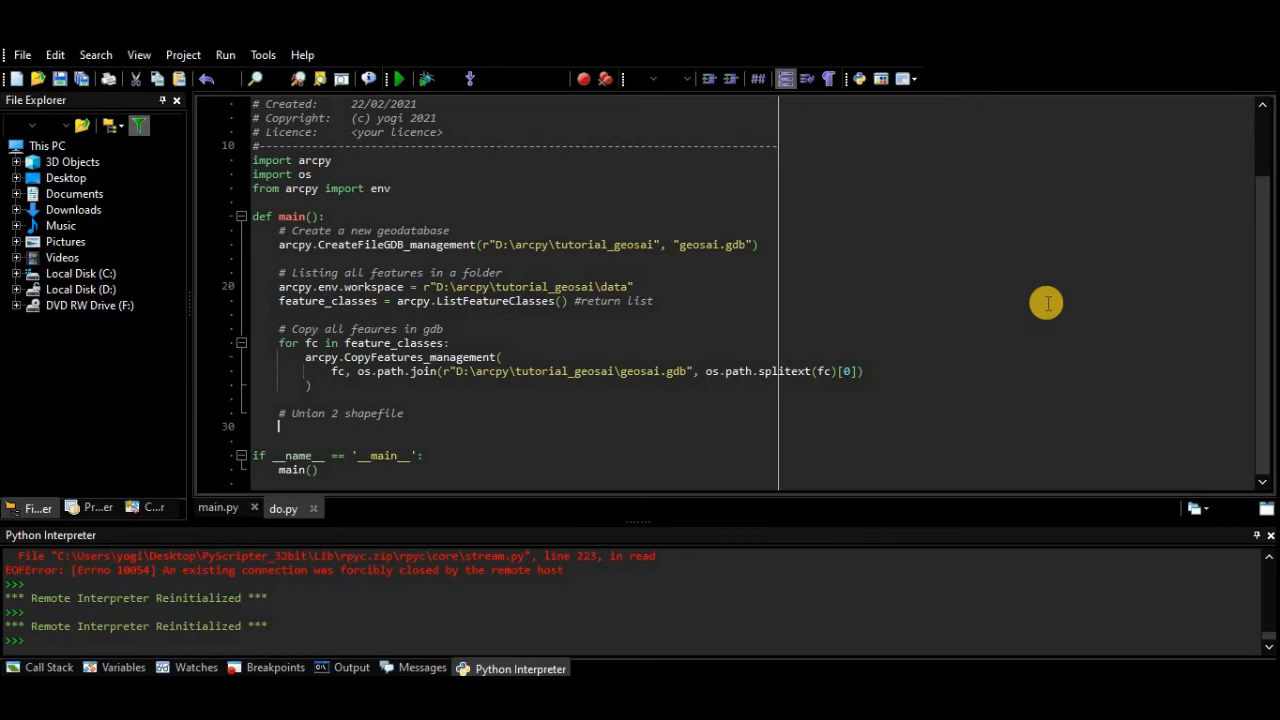 File Edit Search View Project Run Tools Help
File Explorer
This PC
3D Objects
Desktop
Documents
Downloads
Music
Pictures
Videos
Local Disk (C:)
Local Disk (D:)
DVD RW Drive (F:)
Fi...er Pr...er C...r
# Created: 22/02/2021
# Copyright: (c) yogi 2021
# Licence: <your licence>
10 #-------------------------------------------------------------------------------
import arcpy
import os
from arcpy import env
def main():
# Create a new geodatabase
arcpy.CreateFileGDB_management(r"D:\arcpy\tutorial_geosai", "geosai.gdb")
# Listing all features in a folder
20 arcpy.env.workspace = r"D:\arcpy\tutorial_geosai\data"
feature_classes = arcpy.ListFeatureClasses() #return list
# Copy all feaures in gdb
for fc in feature_classes:
arcpy.CopyFeatures_management(
fc, os.path.join(r"D:\arcpy\tutorial_geosai\geosai.gdb", os.path.splitext(fc)[0])
)
# Union 2 shapefile
30
if __name__ == '__main__':
main()
main.py do.py
Python Interpreter
File "C:\Users\yogi\Desktop\PyScripter_32bit\Lib\rpyc.zip\rpyc\core\stream.py", line 223, in read
EOFError: [Errno 10054] An existing connection was forcibly closed by the remote host
>>>
*** Remote Interpreter Reinitialized ***
>>>
*** Remote Interpreter Reinitialized ***
>>>
Call Stack Variables Watches Breakpoints Output Messages Python Interpreter